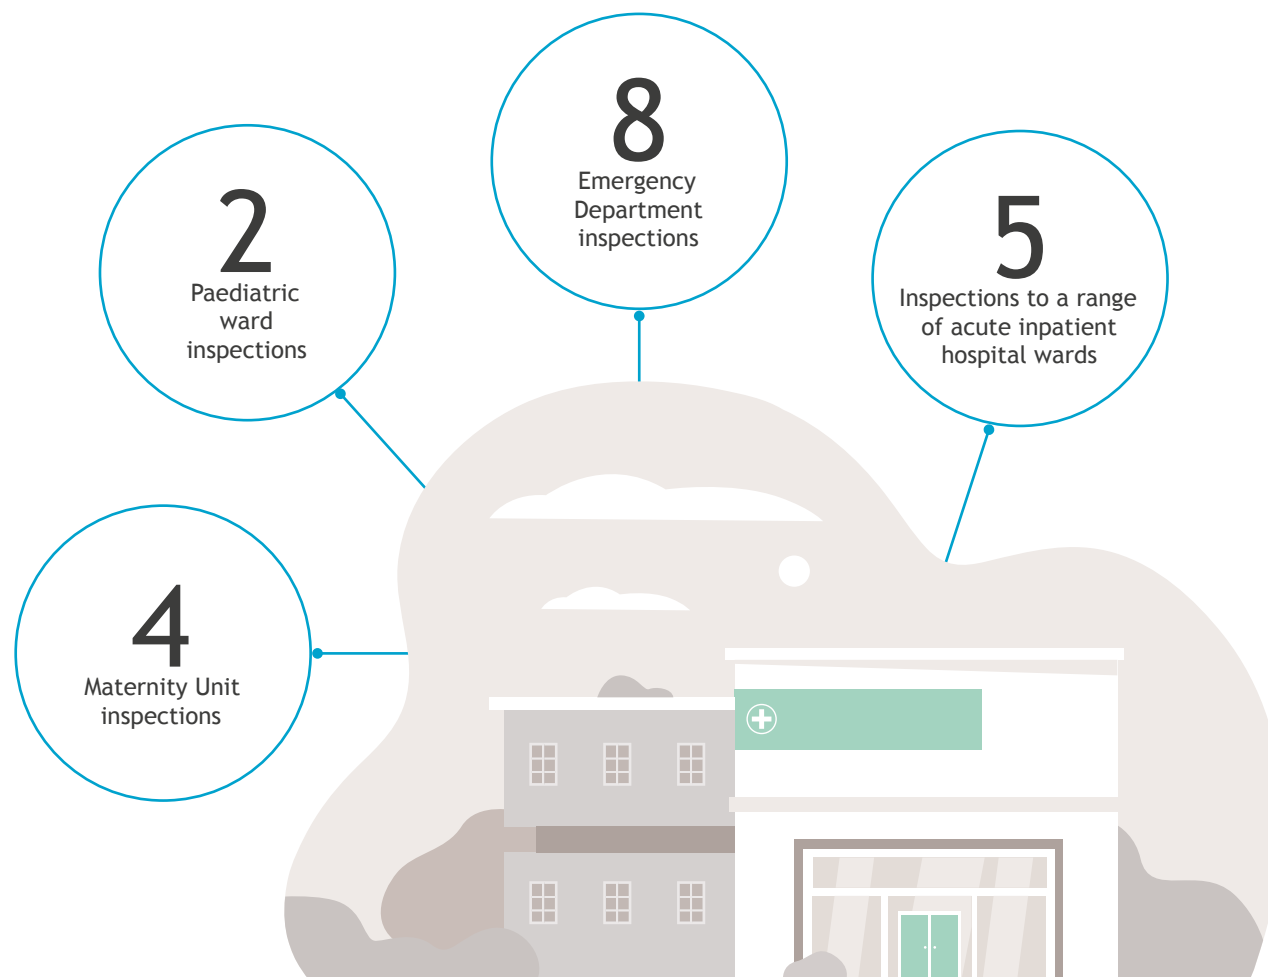 8
Emergency
Department
inspections
2
Paediatric
ward
inspections
5
Inspections to a range
of acute inpatient
hospital wards
4
Maternity Unit
inspections